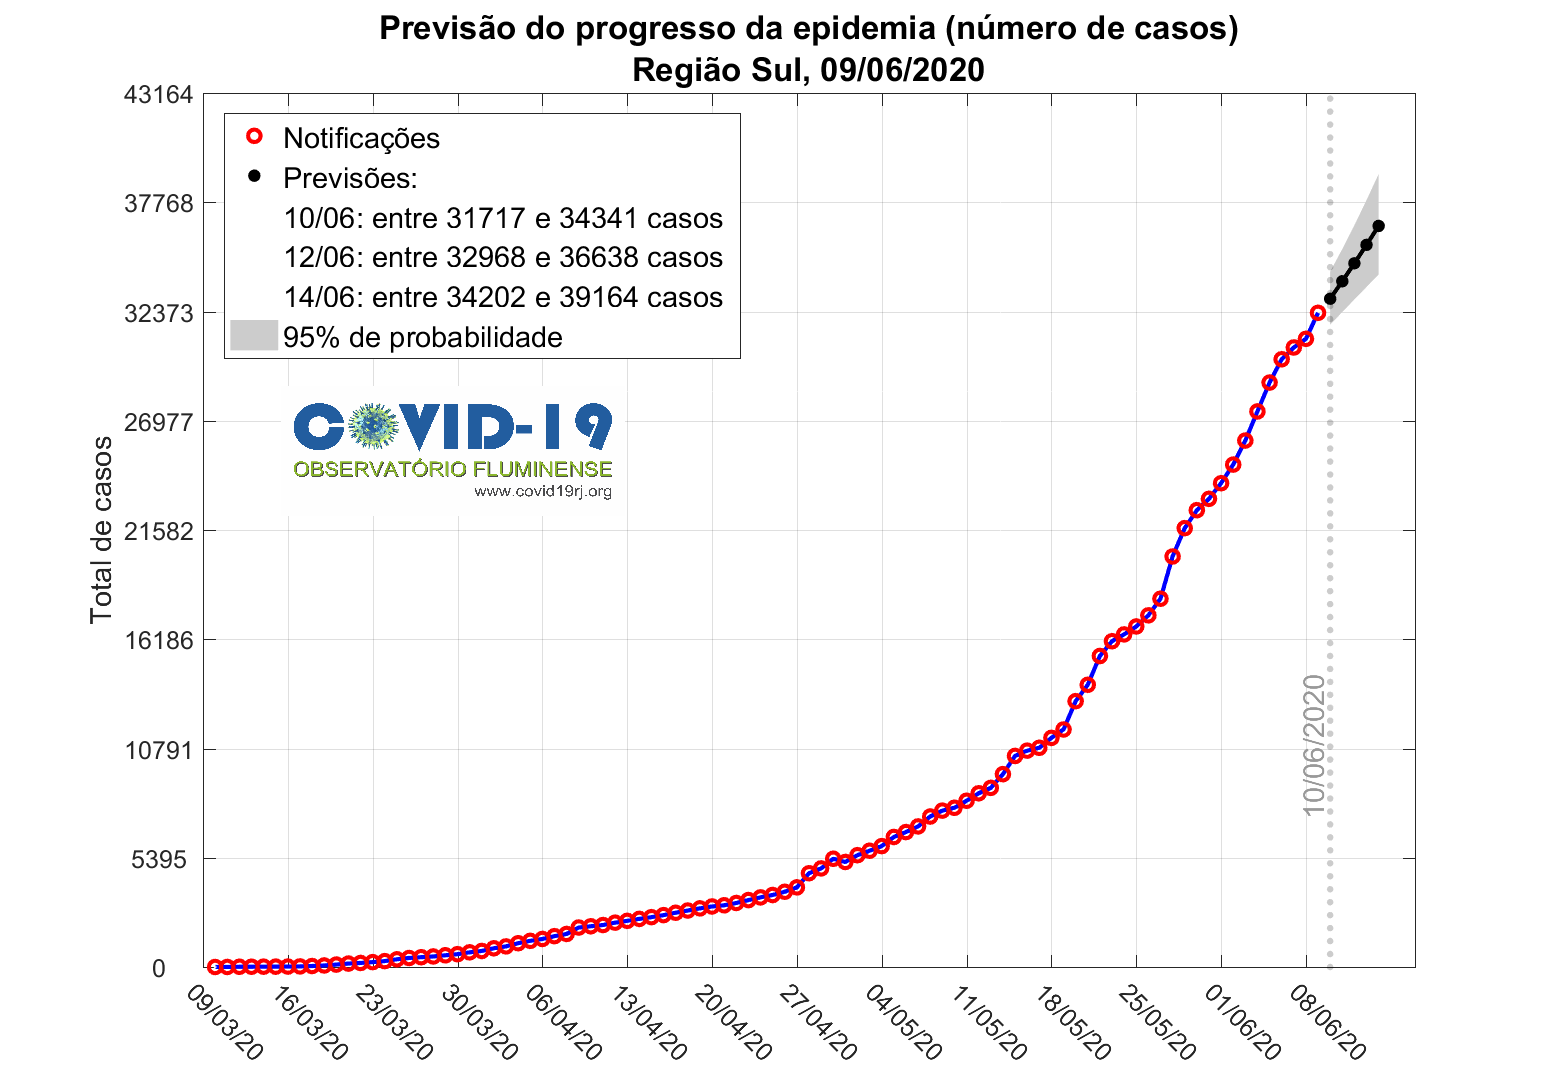 Previsão do progresso da epidemia (número de casos)
Região Sul, 09/06/2020
43164
37768
32373
26977
21582
16186
10791
5395
0
Total de casos
Notificações
Previsões:
10/06: entre 31717 e 34341 casos
12/06: entre 32968 e 36638 casos
14/06: entre 34202 e 39164 casos
95% de probabilidade
COVID-19
OBSERVATÓRIO FLUMINENSE
www.covid19rj.org
10/06/2020
09/03/20
16/03/20
23/03/20
30/03/20
06/04/20
13/04/20
20/04/20
27/04/20
04/05/20
11/05/20
18/05/20
25/05/20
01/06/20
08/06/20